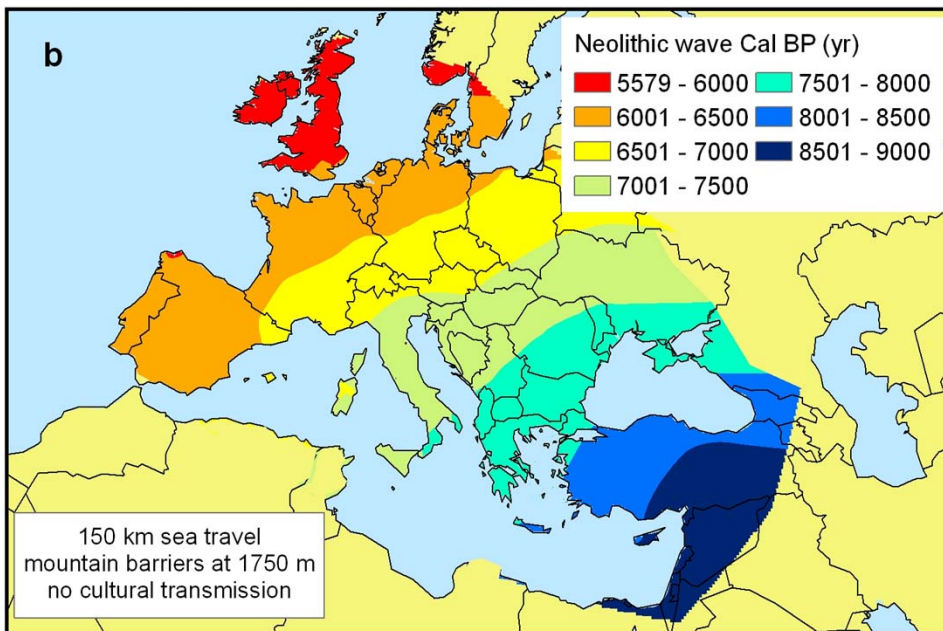 b
Neolithic wave Cal BP (yr)
5579 - 6000
7501 - 8000
6001 - 6500
8001 - 8500
6501 - 7000
8501 - 9000
7001 - 7500
150 km sea travel
mountain barriers at 1750 m
no cultural transmission